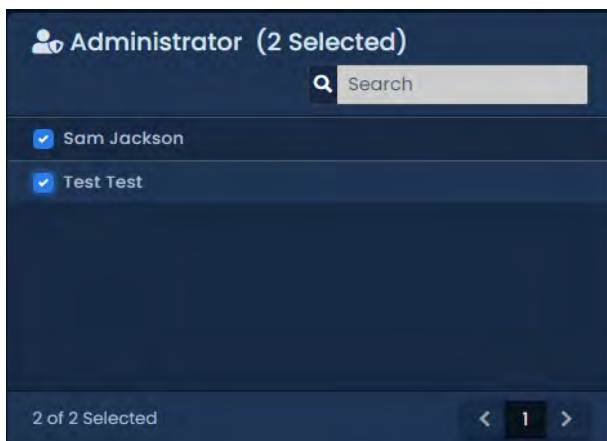 Administrator (2 Selected)
Search
Sam Jackson
Test Test
2 of 2 Selected
1